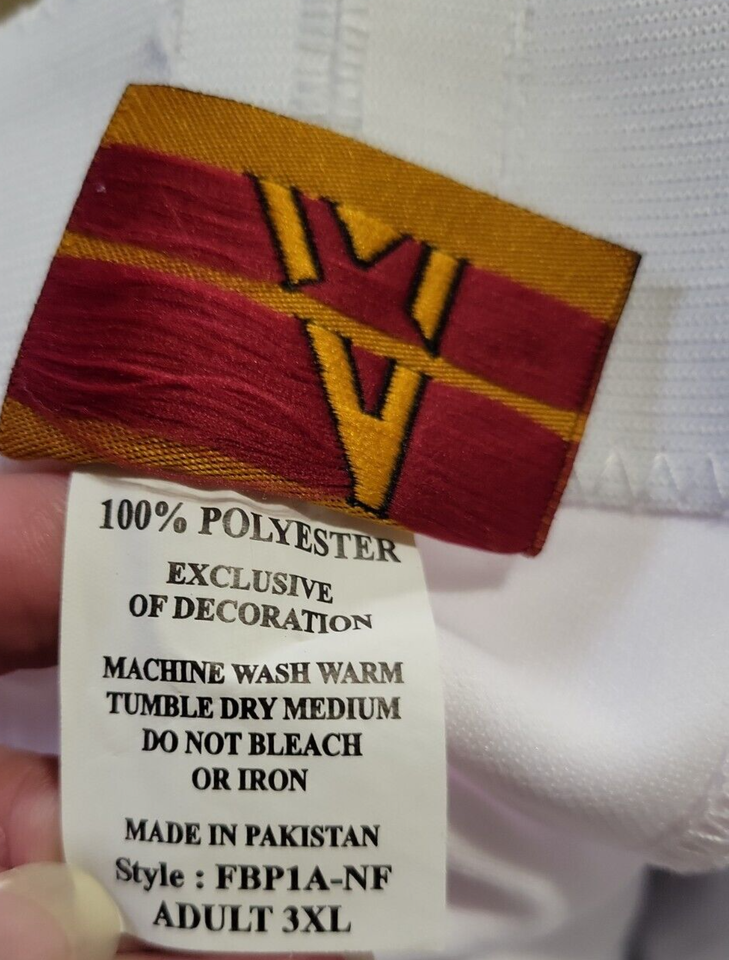 100% POLYESTER
EXCLUSIVE
OF DECORATION
MACHINE WASH WARM
TUMBLE DRY MEDIUM
DO NOT BLEACH
OR IRON
MADE IN PAKISTAN
Style : FBP1A-NF
ADULT 3XL